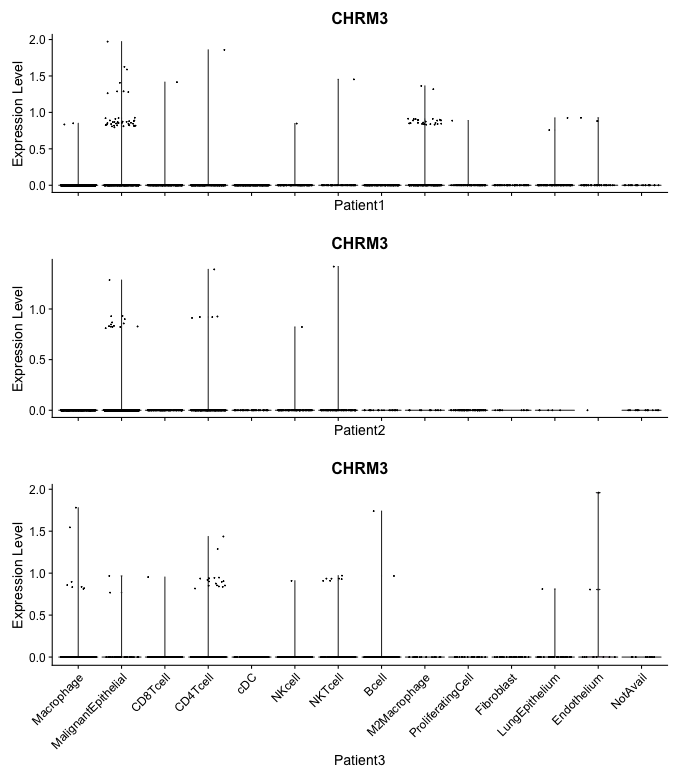 CHRM3
Expression Level
2.0
1.5
1.0
0.5
0.0
Patient1
CHRM3
Expression Level
1.0
0.5
0.0
Patient2
CHRM3
Expression Level
2.0
1.5
1.0
0.5
0.0
Macrophage
MalignantEpithelial
CD8Tcell
CD4Tcell
cDC
NKcell
NKTcell
Bcell
M2Macrophage
ProliferatingCell
Fibroblast
LungEpithelium
Endothelium
NotAvail
Patient3